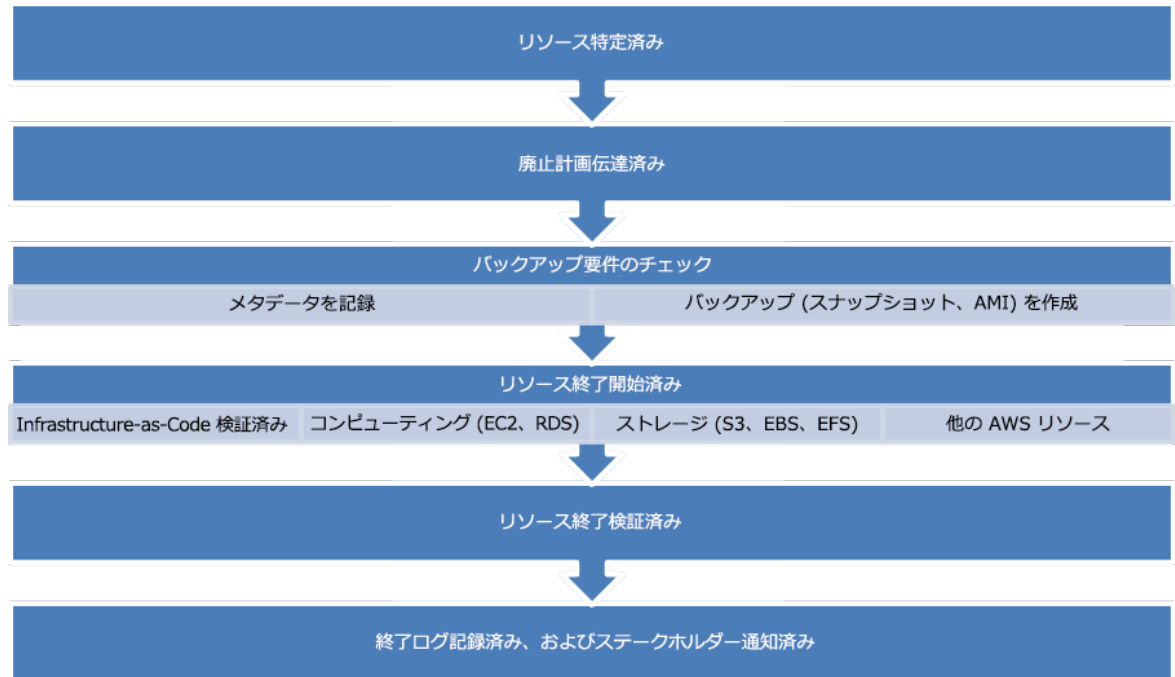 リソース特定済み
廃止計画伝達済み
バックアップ要件のチェック
メタデータを記録
バックアップ (スナップショット、AMI) を作成
リソース終了開始済み
Infrastructure-as-Code 検証済み
コンピューティング (EC2、RDS)
ストレージ (S3、EBS、EFS)
他の AWS リソース
リソース終了検証済み
終了ログ記録済み、およびステークホルダー通知済み